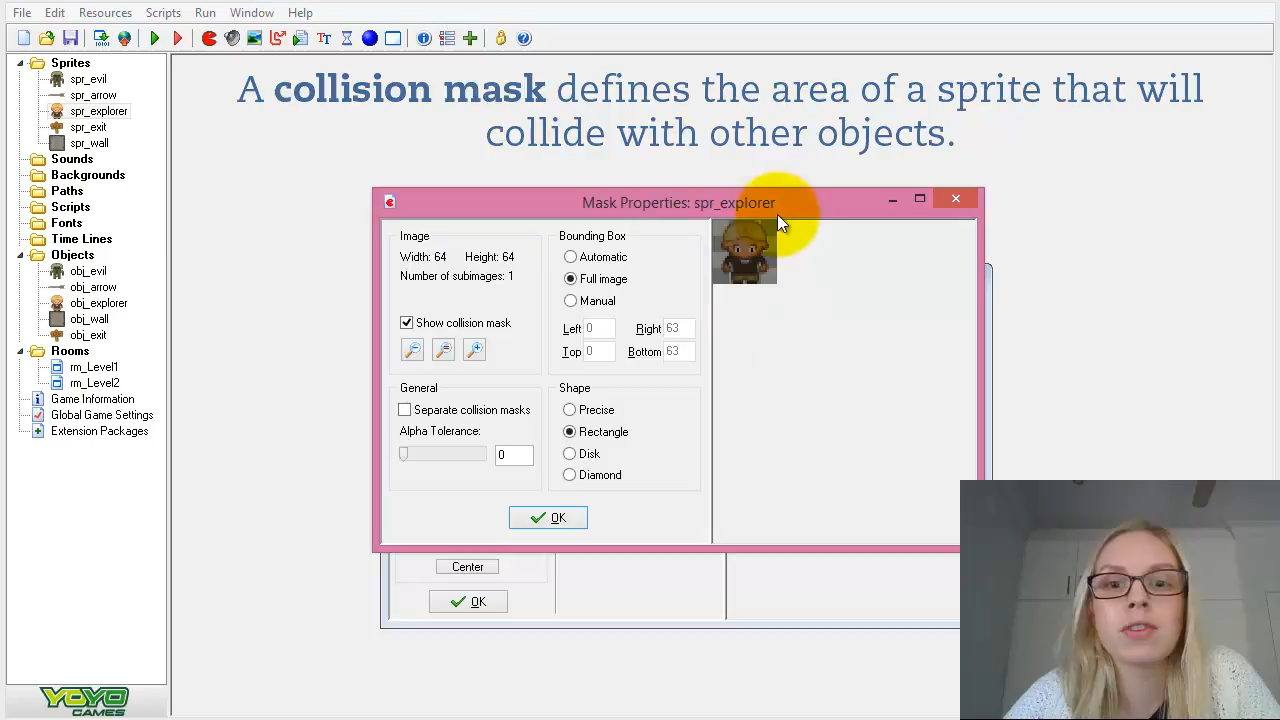 File Edit Resources Scripts Run Window Help
A collision mask defines the area of a sprite that will
collide with other objects.
Sprites
spr_evil
spr_arrow
spr_explorer
spr_exit
spr_wall
Sounds
Backgrounds
Paths
Scripts
Fonts
Time Lines
Objects
obj_evil
obj_arrow
obj_explorer
obj_wall
obj_exit
Rooms
rm_Level1
rm_Level2
Game Information
Global Game Settings
Extension Packages
YOYO
GAMES
Mask Properties: spr_explorer
Image
Width: 64 Height: 64
Number of subimages: 1
Show collision mask
General
Separate collision masks
Alpha Tolerance:
0
Bounding Box
Automatic
Full image
Manual
Left 0 Right 63
Top 0 Bottom 63
Shape
Precise
Rectangle
Disk
Diamond
OK
Center
OK